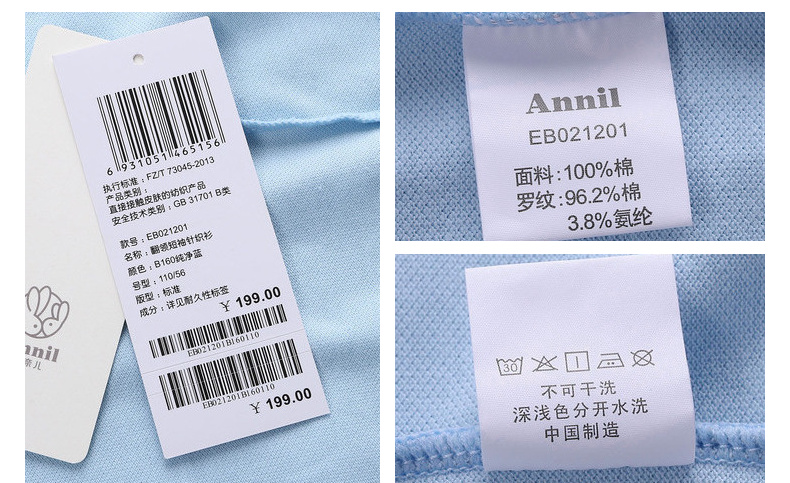 6 931051 465156
执行标准：FZ/T 73045-2013
产品类别：
直接接触皮肤的纺织产品
安全技术类别：GB 31701 B类
款号：EB021201
名称：翻领短袖针织衫
颜色：B160纯净蓝
号型：110/56
版型：标准
成分：详见耐久性标签
￥ 199.00
EB021201B160110
EB021201B160110
￥ 199.00
nnil
奈儿
Annil
EB021201
面料：100%棉
罗纹：96.2%棉
3.8%氨纶
30
不可干洗
深浅色分开水洗
中国制造